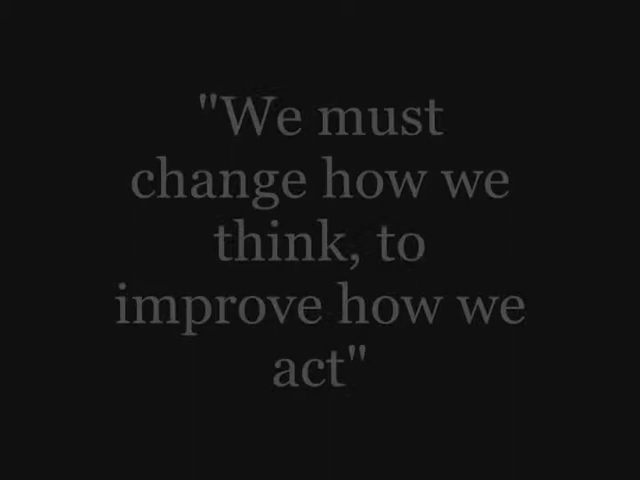 "We must
change how we
think, to
improve how we
act"